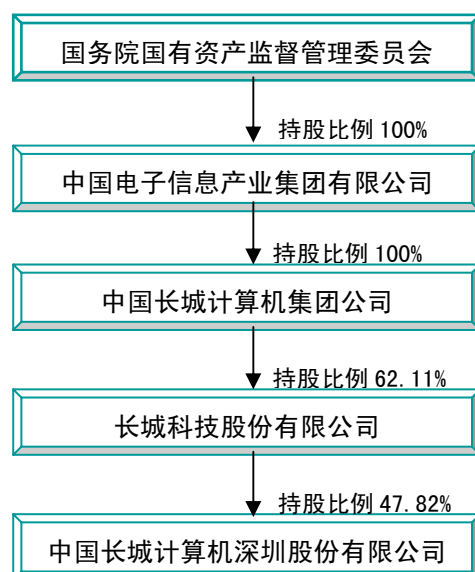 国务院国有资产监督管理委员会
持股比例 100%
中国电子信息产业集团有限公司
持股比例 100%
中国长城计算机集团公司
持股比例 62.11%
长城科技股份有限公司
持股比例 47.82%
中国长城计算机深圳股份有限公司